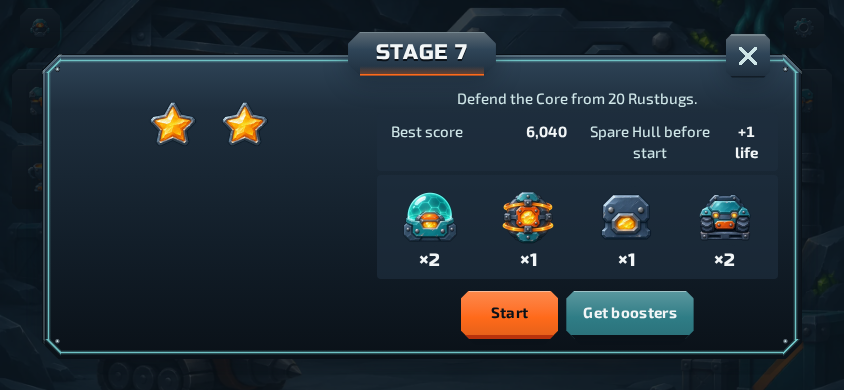 STAGE 7
Defend the Core from 20 Rustbugs.
Best score 6,040 Spare Hull before start +1 life
×2 ×1 ×1 ×2
Start Get boosters